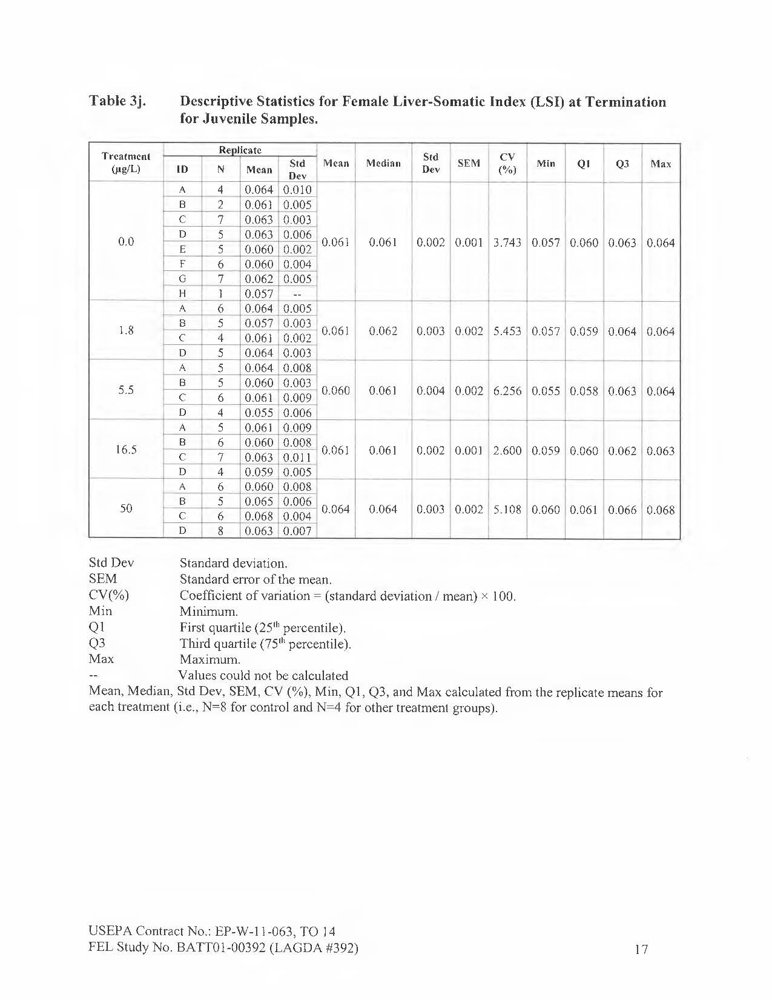 Table 3j. Descriptive Statistics for Female Liver-Somatic Index (LSI) at Termination
for Juvenile Samples.
Treatment (µg/L) Replicate Mean Median Std Dev SEM CV (%) Min Q1 Q3 Max
ID N Mean Std Dev
A 4 0.064 0.010
B 2 0.061 0.005
C 7 0.063 0.003
D 5 0.063 0.006
0.0 0.061 0.061 0.002 0.001 3.743 0.057 0.060 0.063 0.064
E 5 0.060 0.002
F 6 0.060 0.004
G 7 0.062 0.005
H 1 0.057 --
A 6 0.064 0.005
B 5 0.057 0.003
1.8 0.061 0.062 0.003 0.002 5.453 0.057 0.059 0.064 0.064
C 4 0.061 0.002
D 5 0.064 0.003
A 5 0.064 0.008
B 5 0.060 0.003
5.5 0.060 0.061 0.004 0.002 6.256 0.055 0.058 0.063 0.064
C 6 0.061 0.009
D 4 0.055 0.006
A 5 0.061 0.009
B 6 0.060 0.008
16.5 0.061 0.061 0.002 0.001 2.600 0.059 0.060 0.062 0.063
C 7 0.063 0.011
D 4 0.059 0.005
A 6 0.060 0.008
B 5 0.065 0.006
50 0.064 0.064 0.003 0.002 5.108 0.060 0.061 0.066 0.068
C 6 0.068 0.004
D 8 0.063 0.007
Std Dev Standard deviation.
SEM Standard error of the mean.
CV(%) Coefficient of variation = (standard deviation / mean) × 100.
Min Minimum.
Q1 First quartile (25th percentile).
Q3 Third quartile (75th percentile).
Max Maximum.
-- Values could not be calculated
Mean, Median, Std Dev, SEM, CV (%), Min, Q1, Q3, and Max calculated from the replicate means for
each treatment (i.e., N=8 for control and N=4 for other treatment groups).
USEPA Contract No.: EP-W-11-063, TO 14
FEL Study No. BATT01-00392 (LAGDA #392) 17